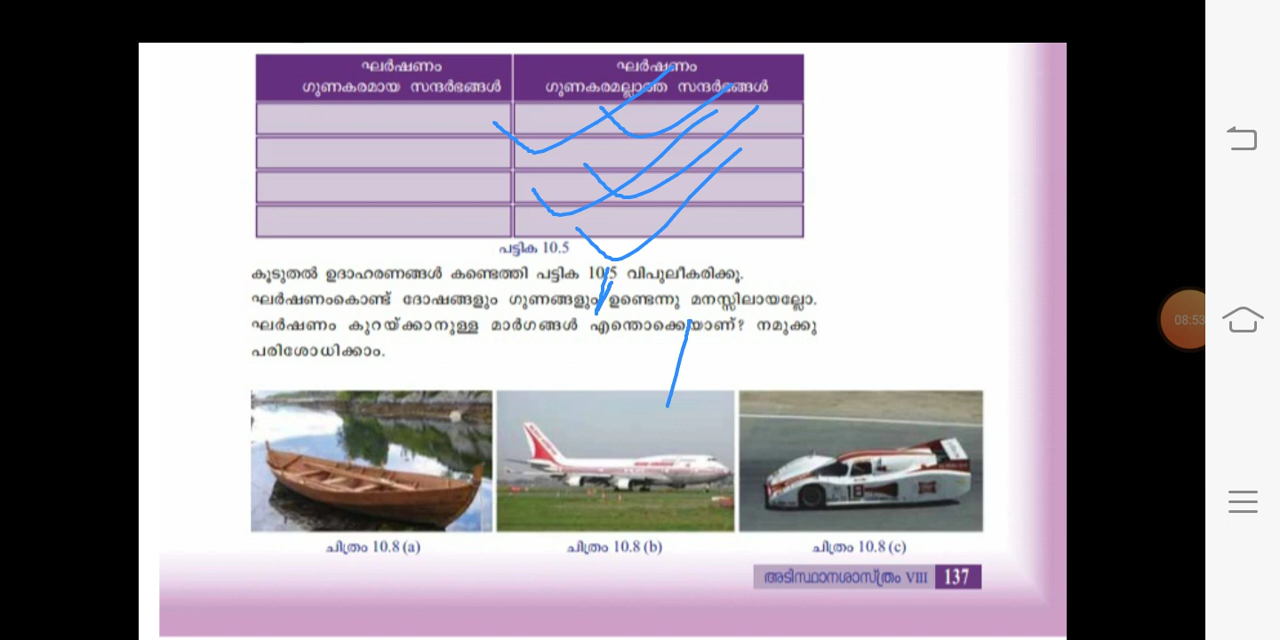 ഘർഷണം
ഗുണകരമായ സന്ദർഭങ്ങൾ
ഘർഷണം
ഗുണകരമല്ലാത്ത സന്ദർഭങ്ങൾ
പട്ടിക 10.5
കൂടുതൽ ഉദാഹരണങ്ങൾ കണ്ടെത്തി പട്ടിക 10.5 വിപുലീകരിക്കൂ.
ഘർഷണംകൊണ്ട് ദോഷങ്ങളും ഗുണങ്ങളും ഉണ്ടെന്നു മനസ്സിലായല്ലോ.
ഘർഷണം കുറയ്ക്കാനുള്ള മാർഗങ്ങൾ എന്തൊക്കെയാണ്? നമുക്കു
പരിശോധിക്കാം.
ചിത്രം 10.8 (a)
ചിത്രം 10.8 (b)
ചിത്രം 10.8 (c)
അടിസ്ഥാനശാസ്ത്രം VIII 137
08:53